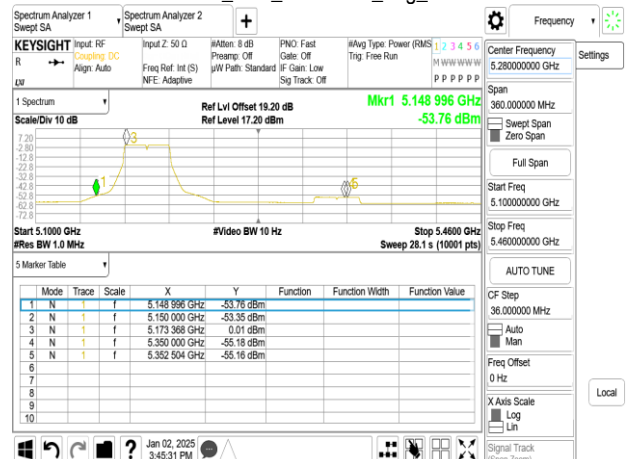 Spectrum Analyzer 1
Swept SA
Spectrum Analyzer 2
Swept SA
+
Frequency
KEYSIGHT
R
Input: RF
Coupling: DC
Align: Auto
Input Z: 50 Ω
Freq Ref: Int (S)
NFE: Adaptive
#Atten: 8 dB
Preamp: Off
µW Path: Standard
PNO: Fast
Gate: Off
IF Gain: Low
Sig Track: Off
#Avg Type: Power (RMS
Trig: Free Run
1 2 3 4 5 6
M W W W W W
P P P P P P
1 Spectrum
Scale/Div 10 dB
Ref Lvl Offset 19.20 dB
Ref Level 17.20 dBm
Mkr1 5.148 996 GHz
-53.76 dBm
7.20
-2.80
-12.8
-22.8
-32.8
-42.8
-52.8
-62.8
-72.8
1
3
5
Start 5.1000 GHz
#Res BW 1.0 MHz
#Video BW 10 Hz
Stop 5.4600 GHz
Sweep 28.1 s (10001 pts)
5 Marker Table
Mode Trace Scale X Y Function Function Width Function Value
1 N 1 f 5.148 996 GHz -53.76 dBm
2 N 1 f 5.150 000 GHz -53.35 dBm
3 N 1 f 5.173 368 GHz 0.01 dBm
4 N 1 f 5.350 000 GHz -55.18 dBm
5 N 1 f 5.352 504 GHz -55.16 dBm
6
7
8
9
10
?
Jan 02, 2025
3:45:31 PM
Center Frequency
5.280000000 GHz
Settings
Span
360.000000 MHz
Swept Span
Zero Span
Full Span
Start Freq
5.100000000 GHz
Stop Freq
5.460000000 GHz
AUTO TUNE
CF Step
36.000000 MHz
Auto
Man
Freq Offset
0 Hz
X Axis Scale
Log
Lin
Local
Signal Track